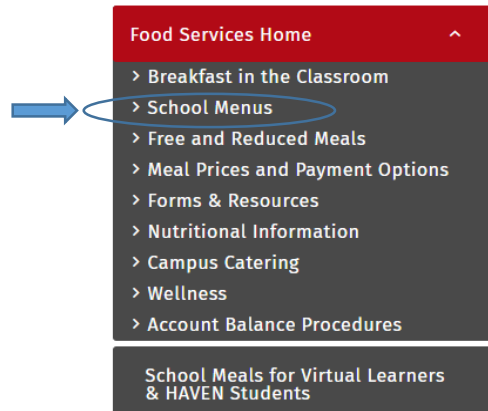 Food Services Home
> Breakfast in the Classroom
> School Menus
> Free and Reduced Meals
> Meal Prices and Payment Options
> Forms & Resources
> Nutritional Information
> Campus Catering
> Wellness
> Account Balance Procedures
School Meals for Virtual Learners
& HAVEN Students